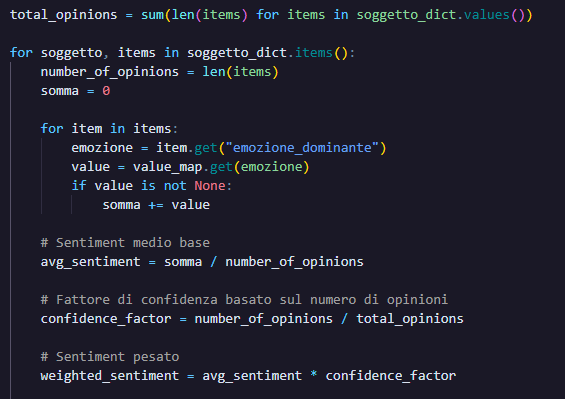 total_opinions = sum(len(items) for items in soggetto_dict.values())
for soggetto, items in soggetto_dict.items():
number_of_opinions = len(items)
somma = 0
for item in items:
emozione = item.get("emozione_dominante")
value = value_map.get(emozione)
if value is not None:
somma += value
# Sentiment medio base
avg_sentiment = somma / number_of_opinions
# Fattore di confidenza basato sul numero di opinioni
confidence_factor = number_of_opinions / total_opinions
# Sentiment pesato
weighted_sentiment = avg_sentiment * confidence_factor